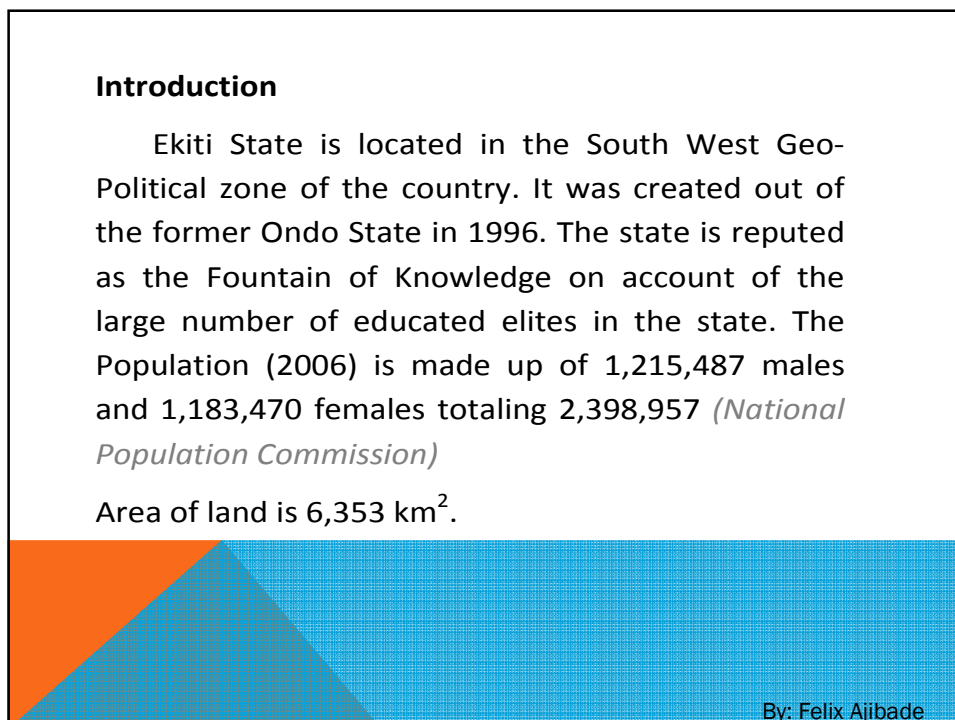 Introduction
Ekiti State is located in the South West Geo-
Political zone of the country. It was created out of
the former Ondo State in 1996. The state is reputed
as the Fountain of Knowledge on account of the
large number of educated elites in the state. The
Population (2006) is made up of 1,215,487 males
and 1,183,470 females totaling 2,398,957 (National
Population Commission)
Area of land is 6,353 km².
By: Felix Ajibade